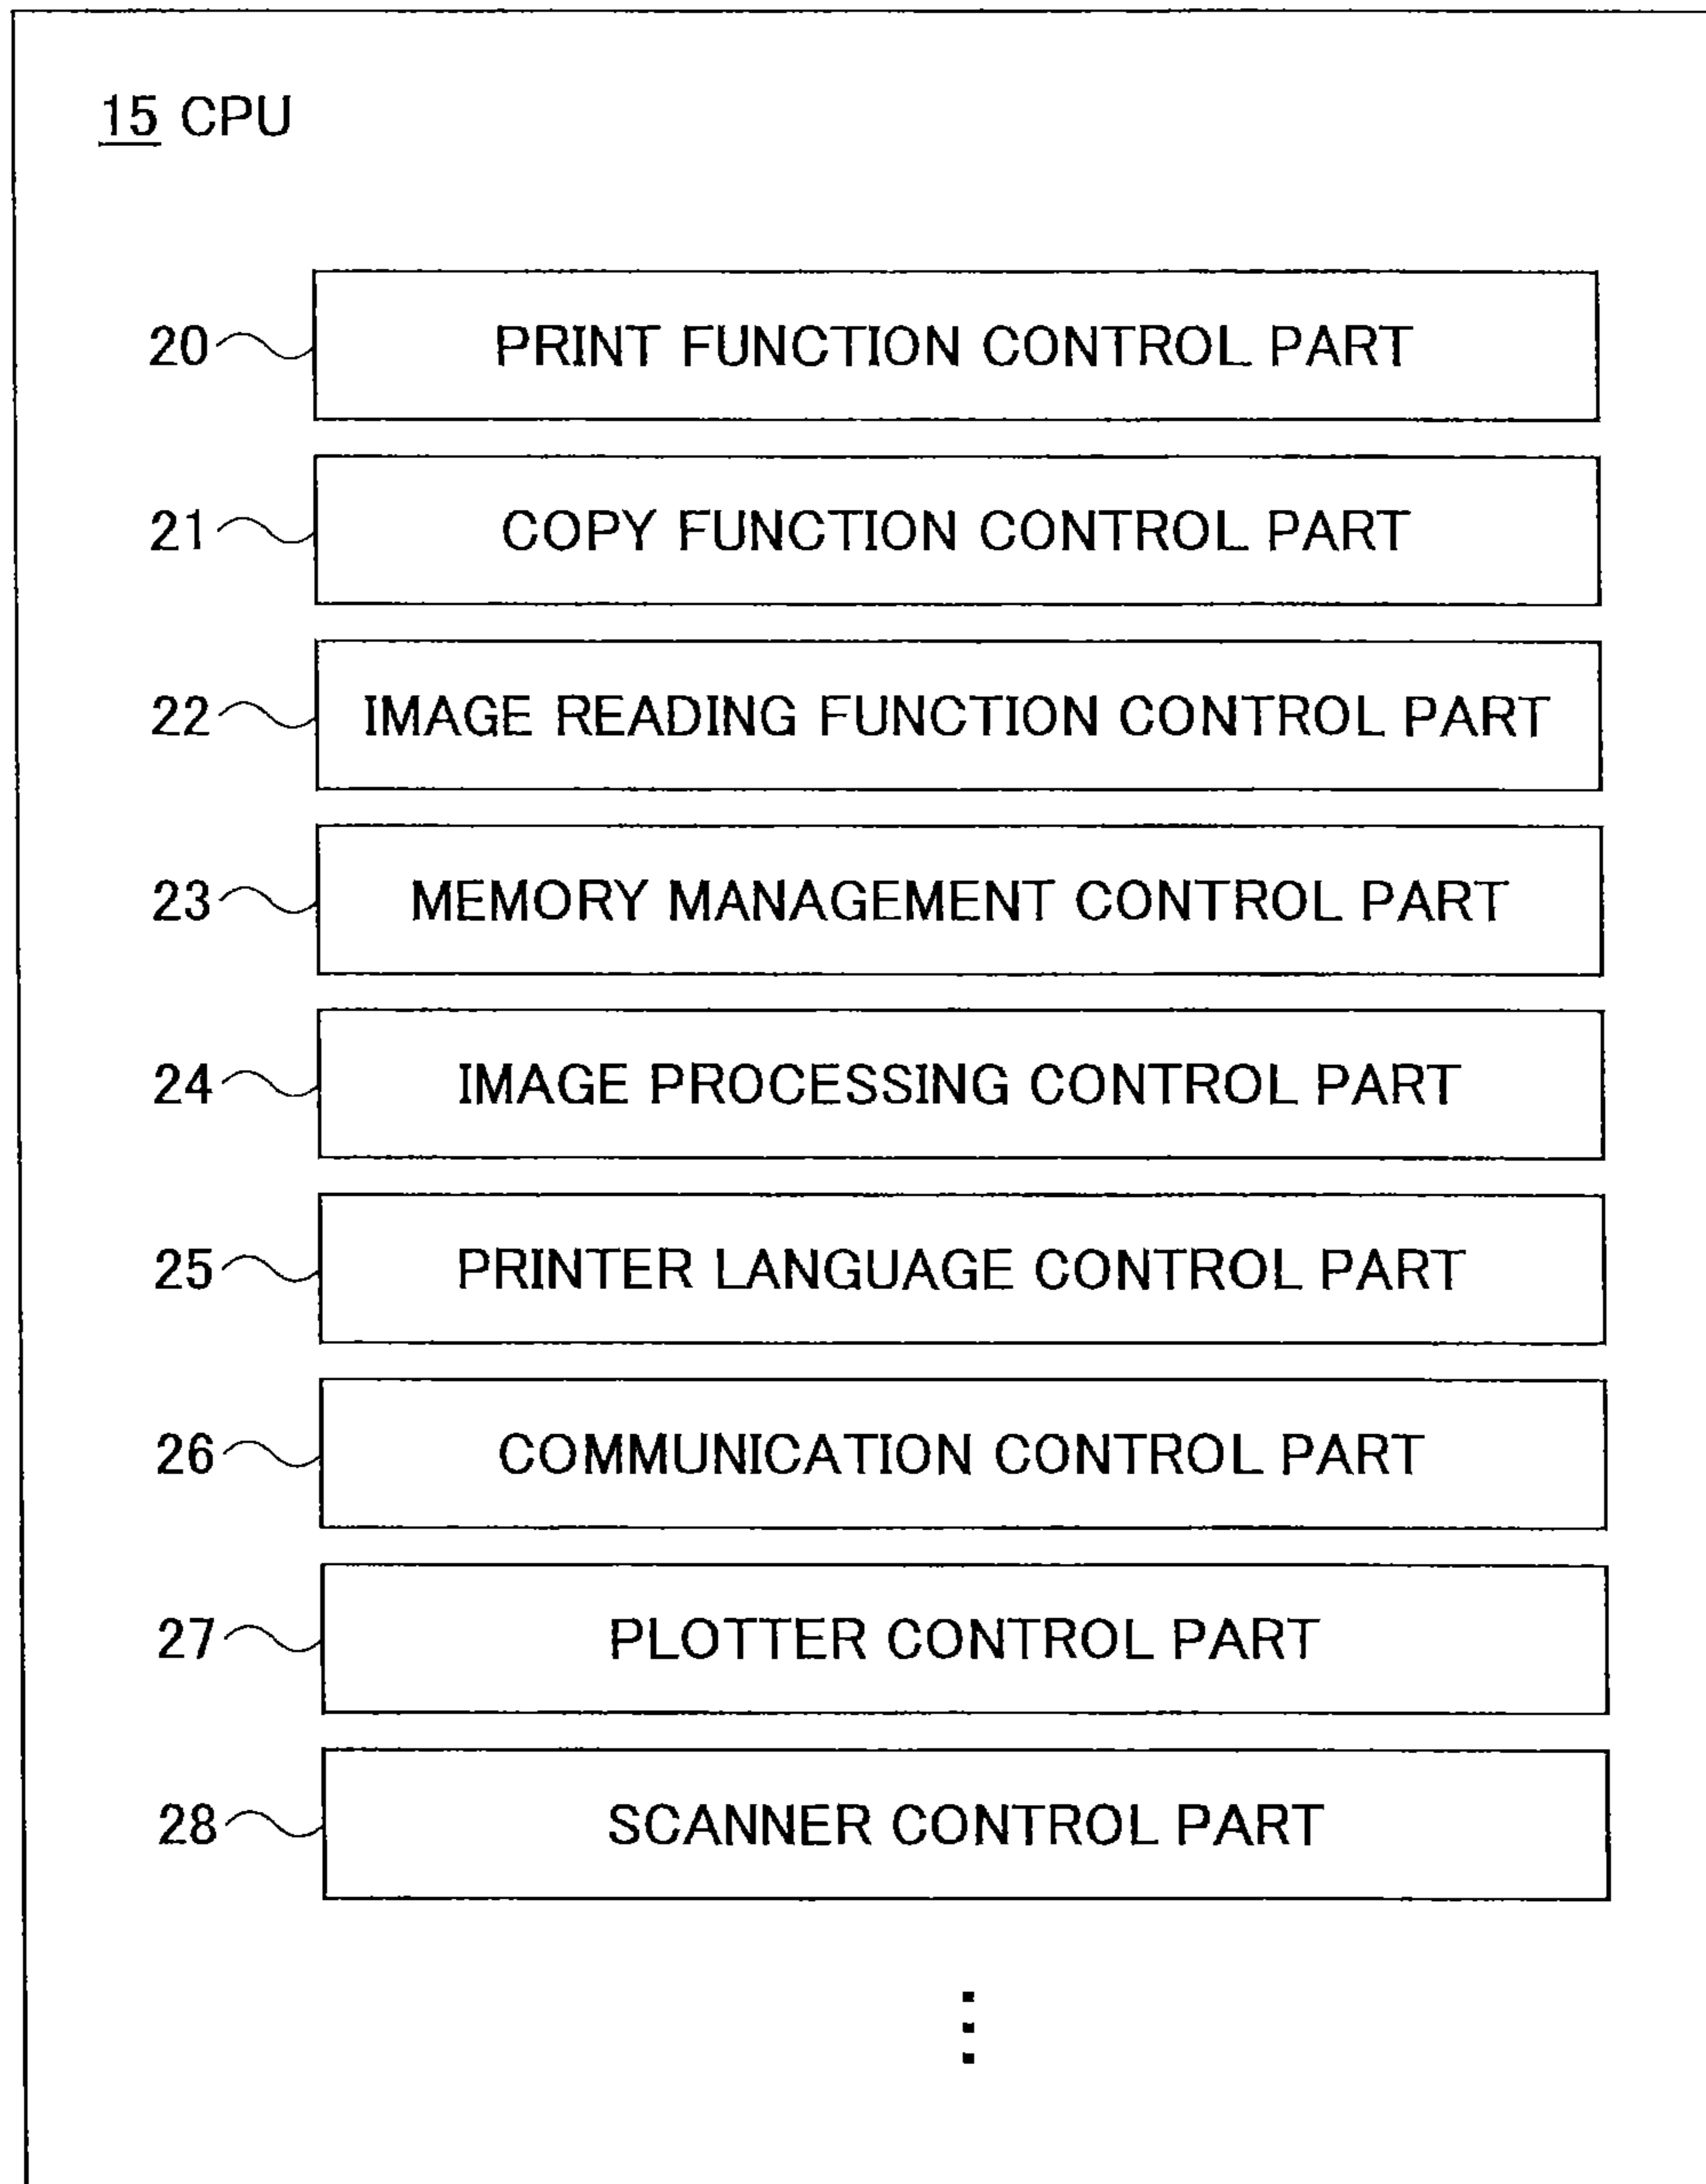 15 CPU
20 PRINT FUNCTION CONTROL PART
21 COPY FUNCTION CONTROL PART
22 IMAGE READING FUNCTION CONTROL PART
23 MEMORY MANAGEMENT CONTROL PART
24 IMAGE PROCESSING CONTROL PART
25 PRINTER LANGUAGE CONTROL PART
26 COMMUNICATION CONTROL PART
27 PLOTTER CONTROL PART
28 SCANNER CONTROL PART